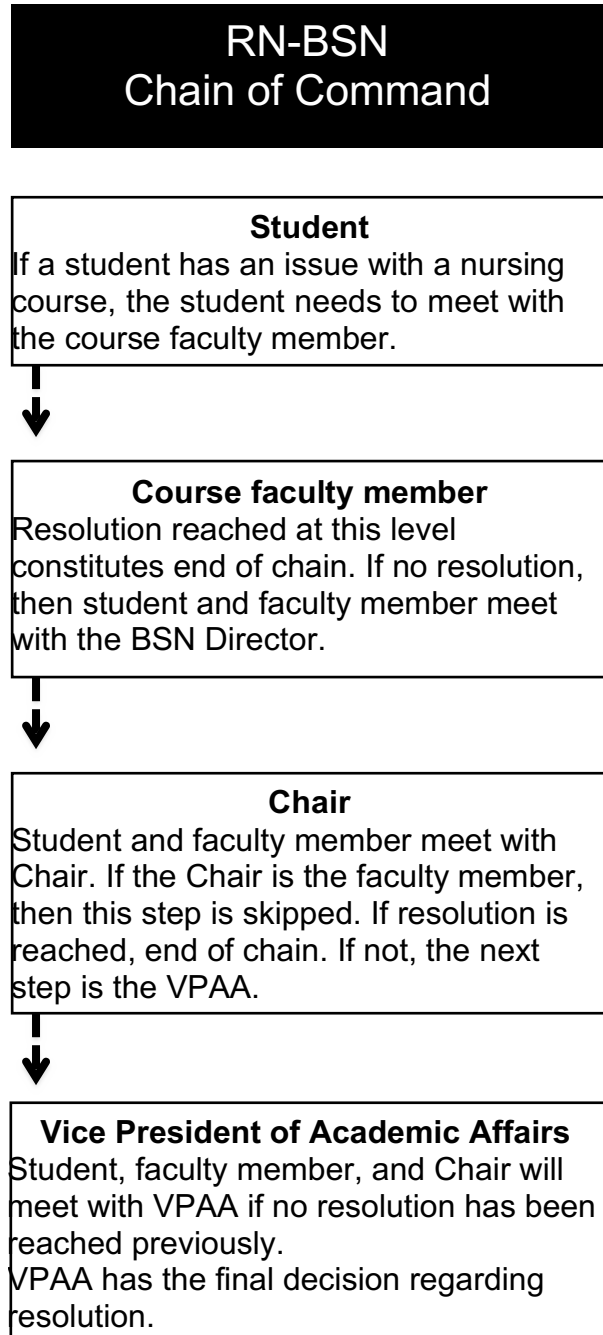 RN-BSN
Chain of Command
Student
If a student has an issue with a nursing
course, the student needs to meet with
the course faculty member.
Course faculty member
Resolution reached at this level
constitutes end of chain. If no resolution,
then student and faculty member meet
with the BSN Director.
Chair
Student and faculty member meet with
Chair. If the Chair is the faculty member,
then this step is skipped. If resolution is
reached, end of chain. If not, the next
step is the VPAA.
Vice President of Academic Affairs
Student, faculty member, and Chair will
meet with VPAA if no resolution has been
reached previously.
VPAA has the final decision regarding
resolution.